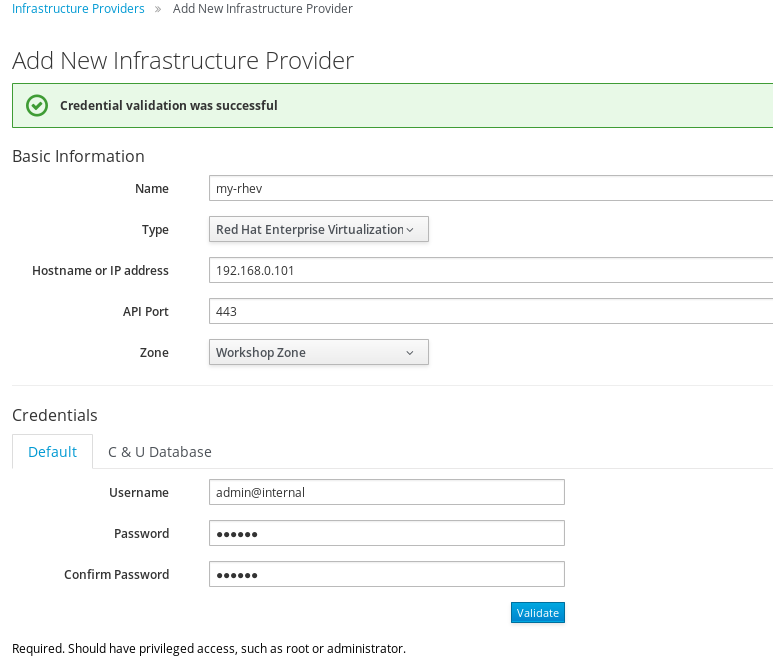 Infrastructure Providers » Add New Infrastructure Provider
Add New Infrastructure Provider
Credential validation was successful
Basic Information
Name my-rhev
Type Red Hat Enterprise Virtualization
Hostname or IP address 192.168.0.101
API Port 443
Zone Workshop Zone
Credentials
Default C & U Database
Username admin@internal
Password ●●●●●●
Confirm Password ●●●●●●
Validate
Required. Should have privileged access, such as root or administrator.